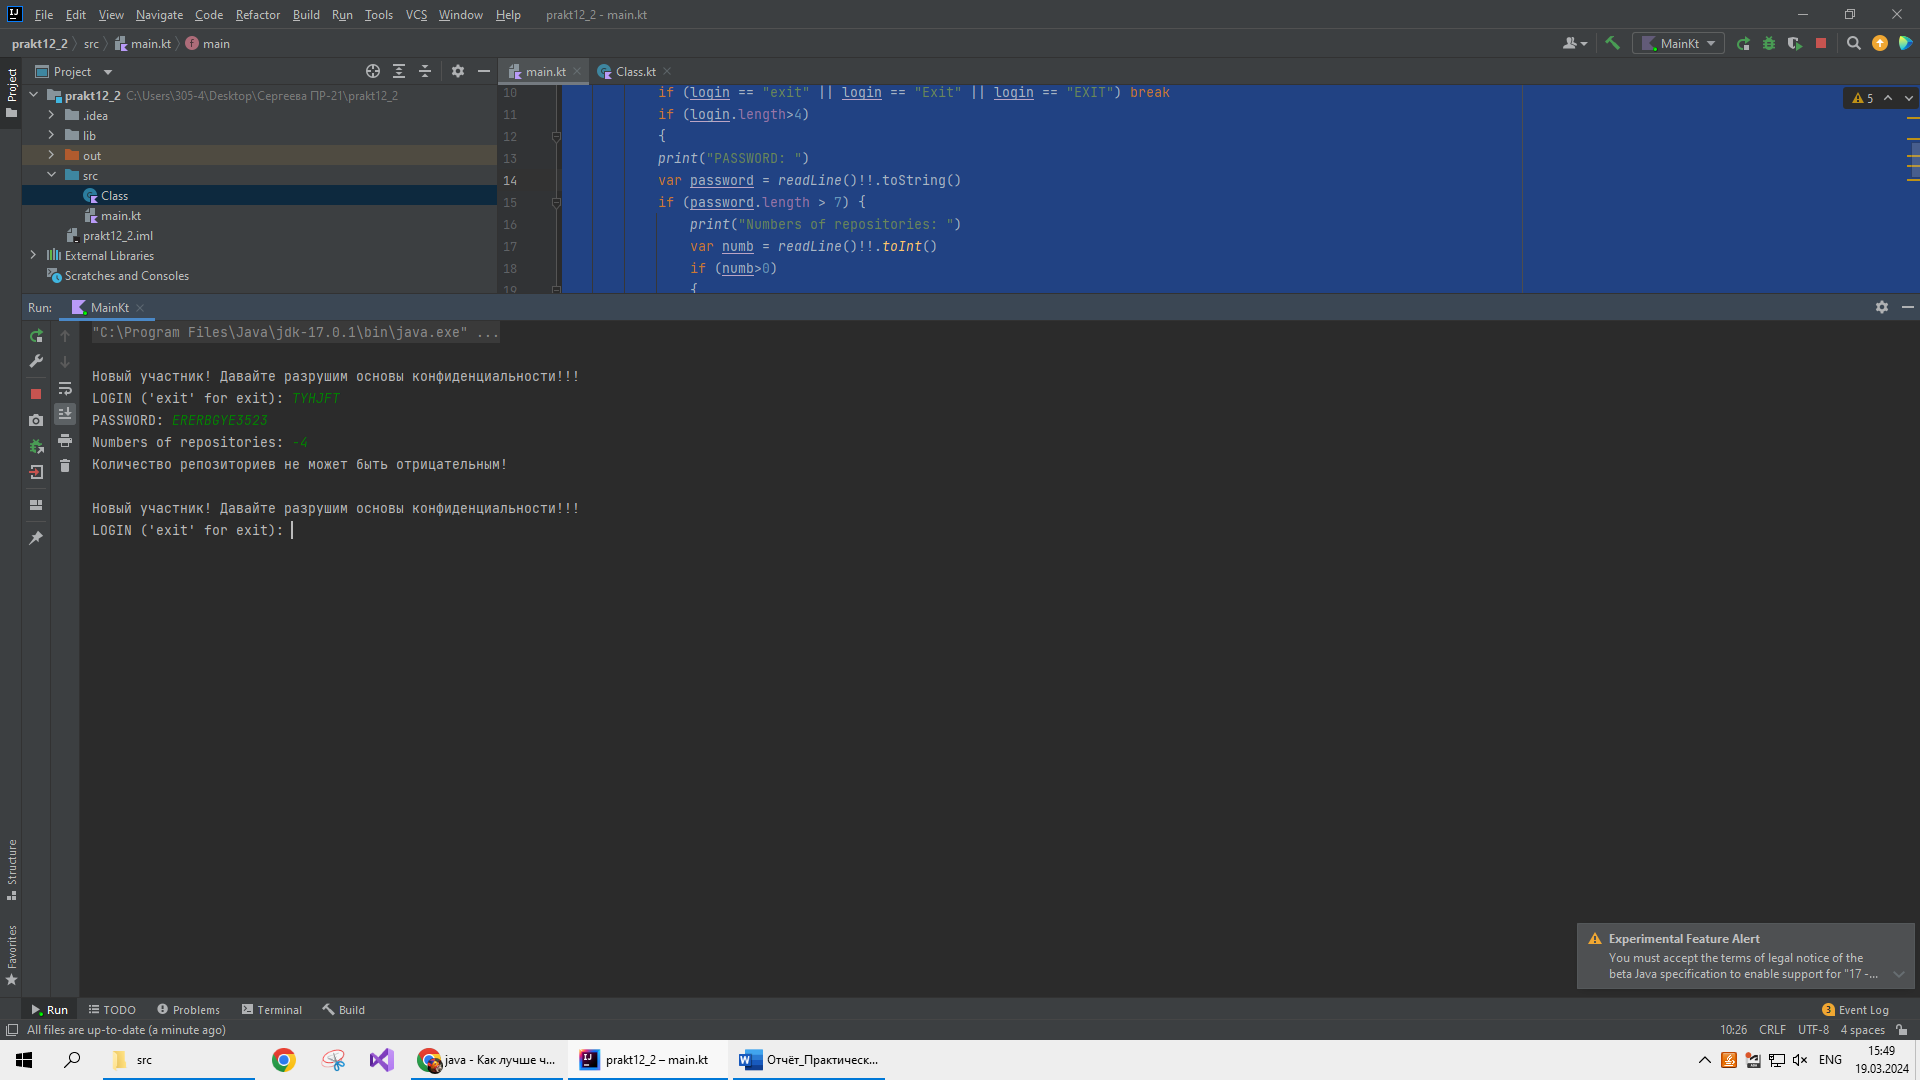 File Edit View Navigate Code Refactor Build Run Tools VCS Window Help prakt12_2 - main.kt
prakt12_2 src main.kt main MainKt
Project main.kt Class.kt
prakt12_2 C:\Users\305-4\Desktop\Сергеева ПР-21\prakt12_2
.idea
lib
out
src
Class
main.kt
prakt12_2.iml
External Libraries
Scratches and Consoles
10 if (login == "exit" || login == "Exit" || login == "EXIT") break
11 if (login.length>4)
12 {
13 print("PASSWORD: ")
14 var password = readLine()!!.toString()
15 if (password.length > 7) {
16 print("Numbers of repositories: ")
17 var numb = readLine()!!.toInt()
18 if (numb>0)
19 {
5
Project
Run: MainKt
"C:\Program Files\Java\jdk-17.0.1\bin\java.exe" ...
Новый участник! Давайте разрушим основы конфиденциальности!!!
LOGIN ('exit' for exit): TYHJFT
PASSWORD: ERERBGYE3523
Numbers of repositories: -4
Количество репозиториев не может быть отрицательным!
Новый участник! Давайте разрушим основы конфиденциальности!!!
LOGIN ('exit' for exit):
Structure
Favorites
Experimental Feature Alert
You must accept the terms of legal notice of the
beta Java specification to enable support for "17 -...
Run TODO Problems Terminal Build 3 Event Log
All files are up-to-date (a minute ago) 10:26 CRLF UTF-8 4 spaces
src java - Как лучше ч... prakt12_2 – main.kt Отчёт_Практическ... ENG 15:49
19.03.2024